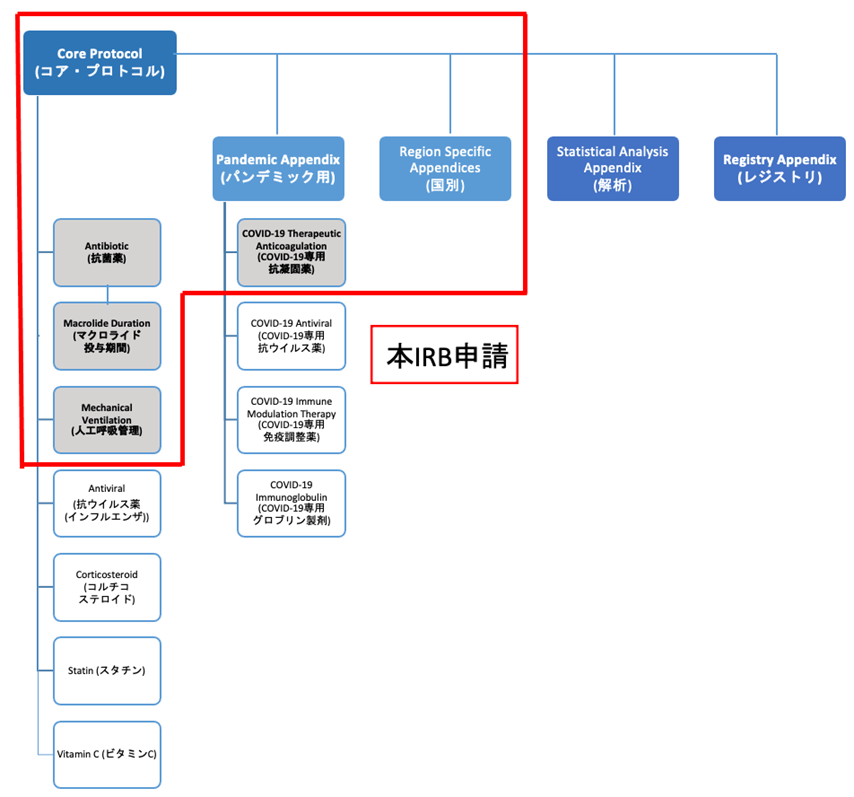 Core Protocol
(コア・プロトコル)
Pandemic Appendix
(パンデミック用)
Region Specific
Appendices
(国別)
Statistical Analysis
Appendix
(解析)
Registry Appendix
(レジストリ)
Antibiotic
(抗菌薬)
Macrolide Duration
(マクロライド
投与期間)
Mechanical
Ventilation
(人工呼吸管理)
Antiviral
(抗ウイルス薬
(インフルエンザ))
Corticosteroid
(コルチコ
ステロイド)
Statin (スタチン)
Vitamin C (ビタミンC)
COVID-19 Therapeutic
Anticoagulation
(COVID-19専用
抗凝固薬)
COVID-19 Antiviral
(COVID-19専用
抗ウイルス薬)
COVID-19 Immune
Modulation Therapy
(COVID-19専用
免疫調整薬)
COVID-19
Immunoglobulin
(COVID-19専用
グロブリン製剤)
本IRB申請